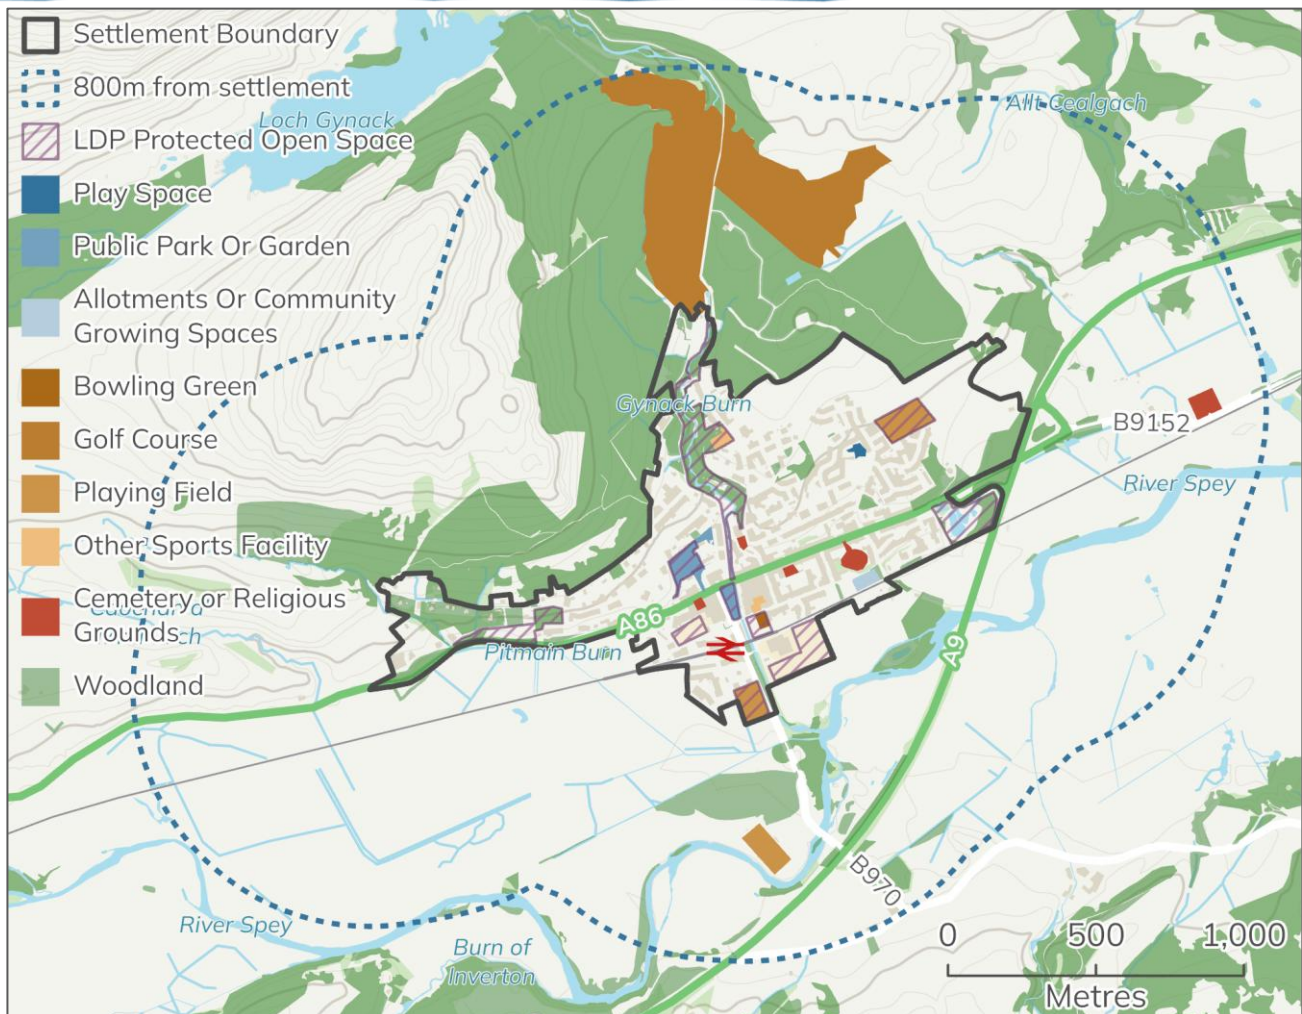 Settlement Boundary
800m from settlement
Loch Gynack
LDP Protected Open Space
Play Space
Public Park Or Garden
Allotments Or Community
Growing Spaces
Bowling Green
Golf Course
Playing Field
Other Sports Facility
Cemetery or Religious
Grounds
Woodland
Allt Cealgach
Gynack Burn
B9152
River Spey
A86
Pitmain Burn
A9
B970
River Spey
Burn of
Inverton
0 500 1,000
Metres